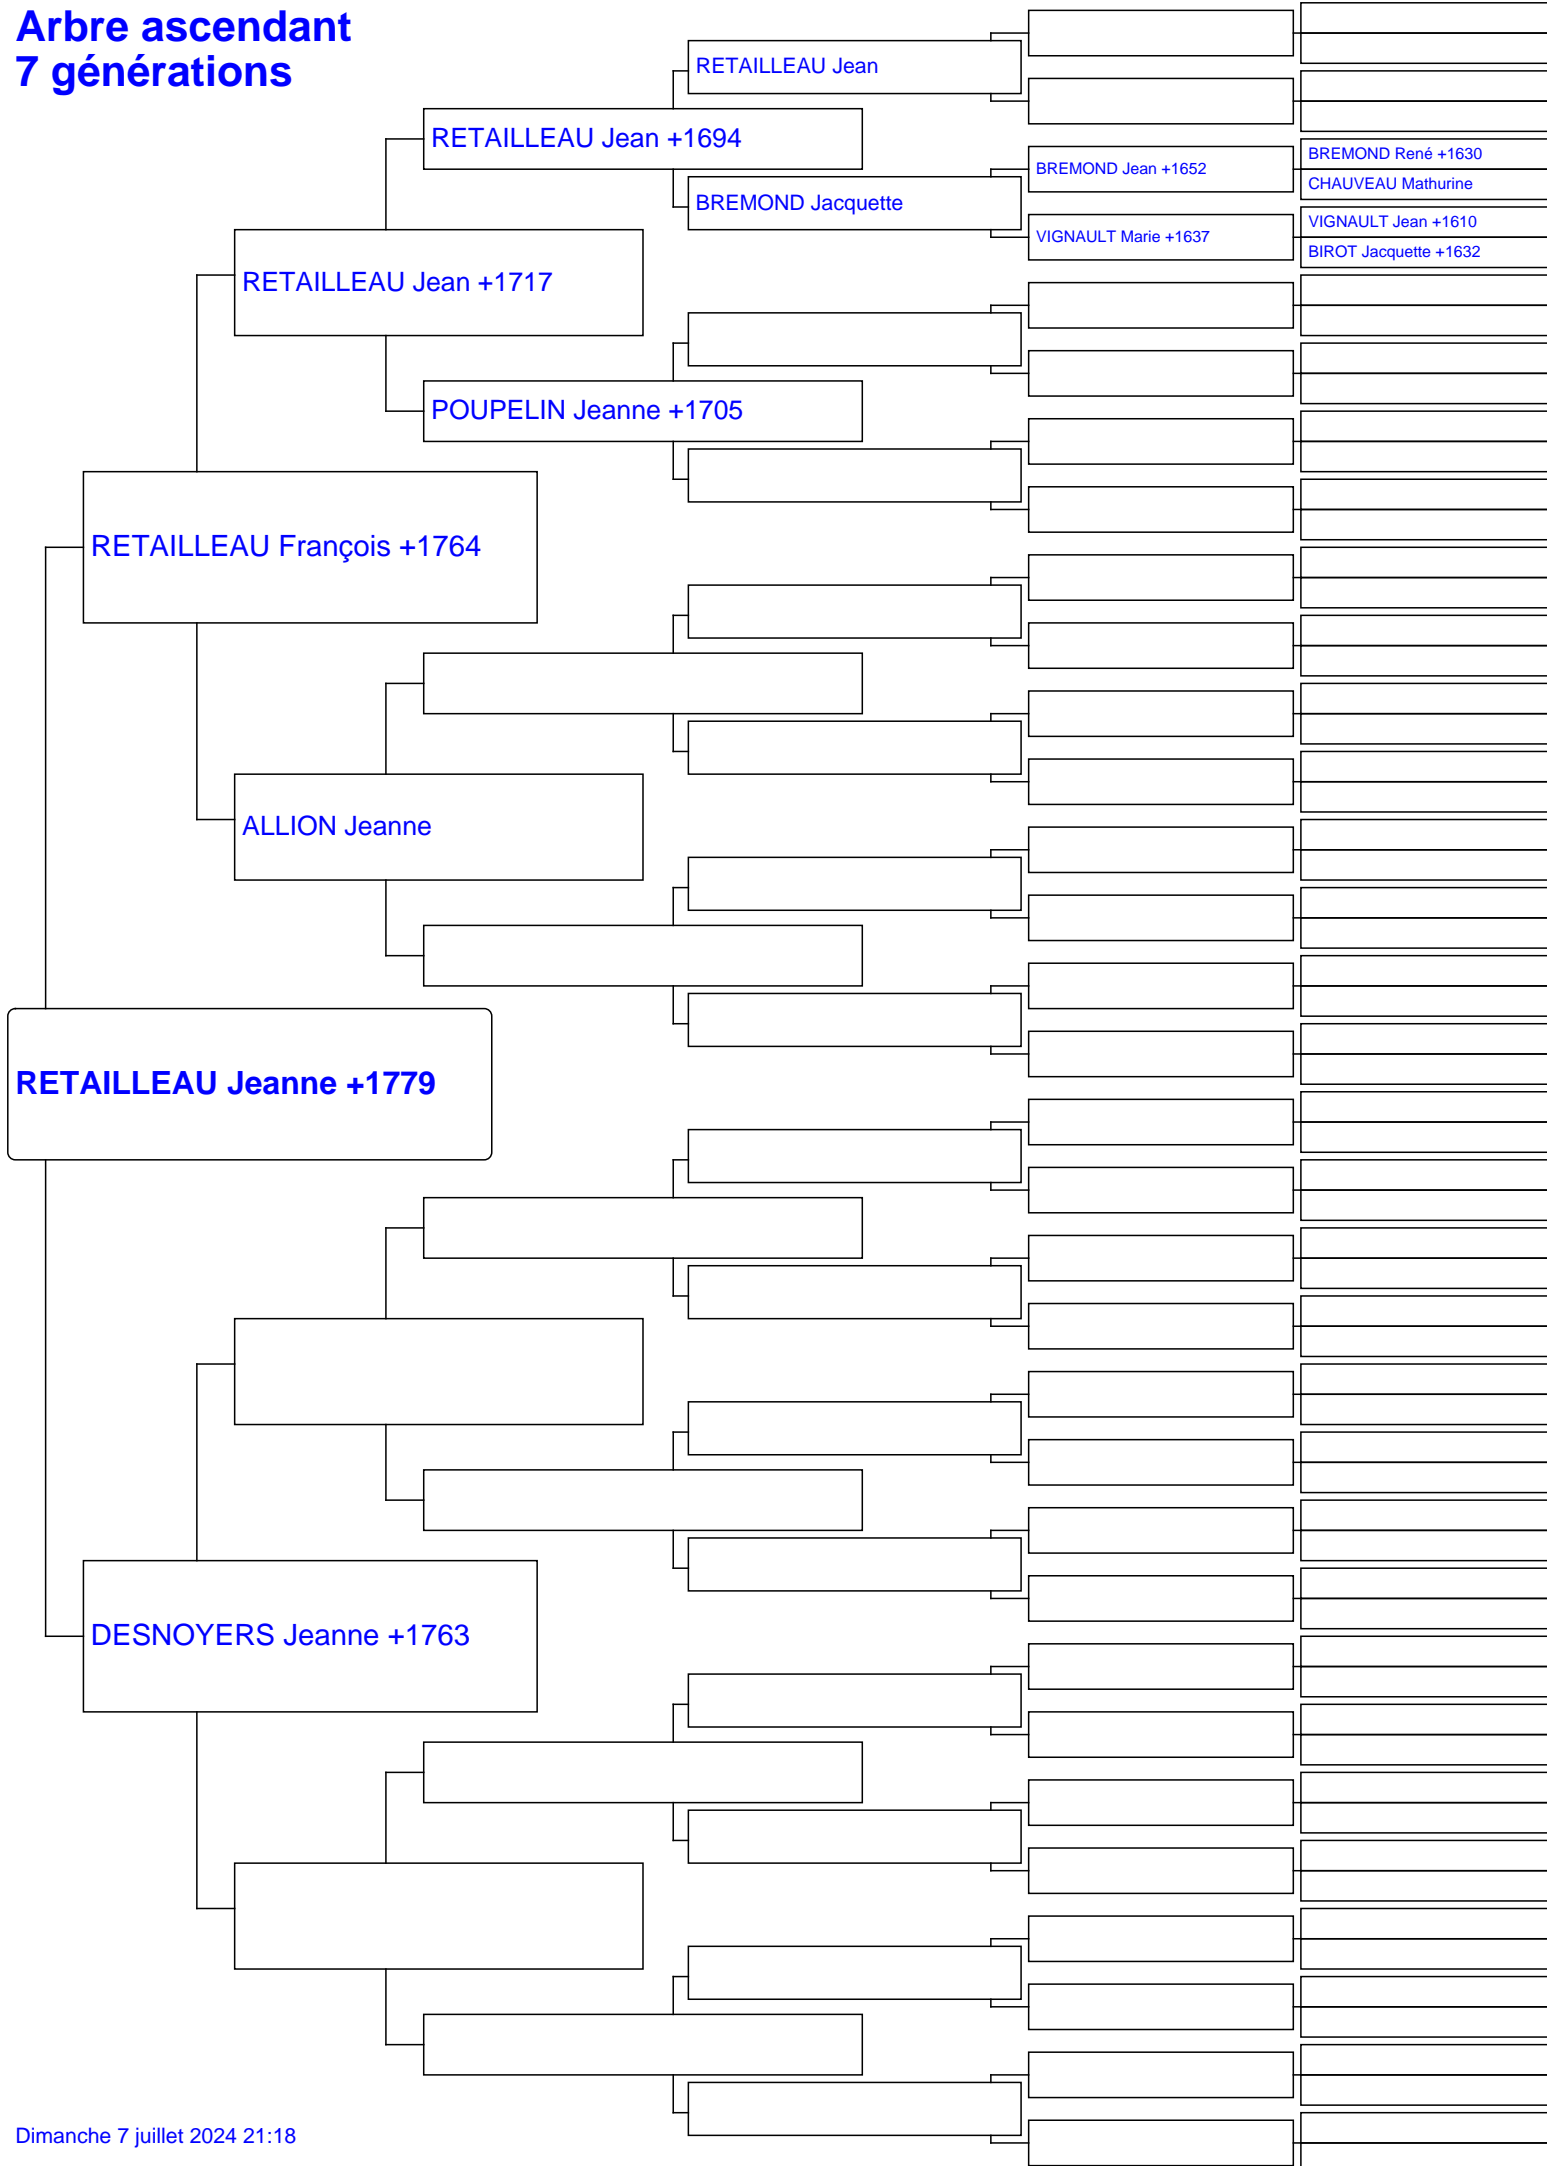 Arbre ascendant
7 générations
RETAILLEAU Jean
RETAILLEAU Jean +1694
BREMOND Jean +1652
BREMOND René +1630
CHAUVEAU Mathurine
BREMOND Jacquette
VIGNAULT Marie +1637
VIGNAULT Jean +1610
BIROT Jacquette +1632
RETAILLEAU Jean +1717
POUPELIN Jeanne +1705
RETAILLEAU François +1764
ALLION Jeanne
RETAILLEAU Jeanne +1779
DESNOYERS Jeanne +1763
Dimanche 7 juillet 2024 21:18